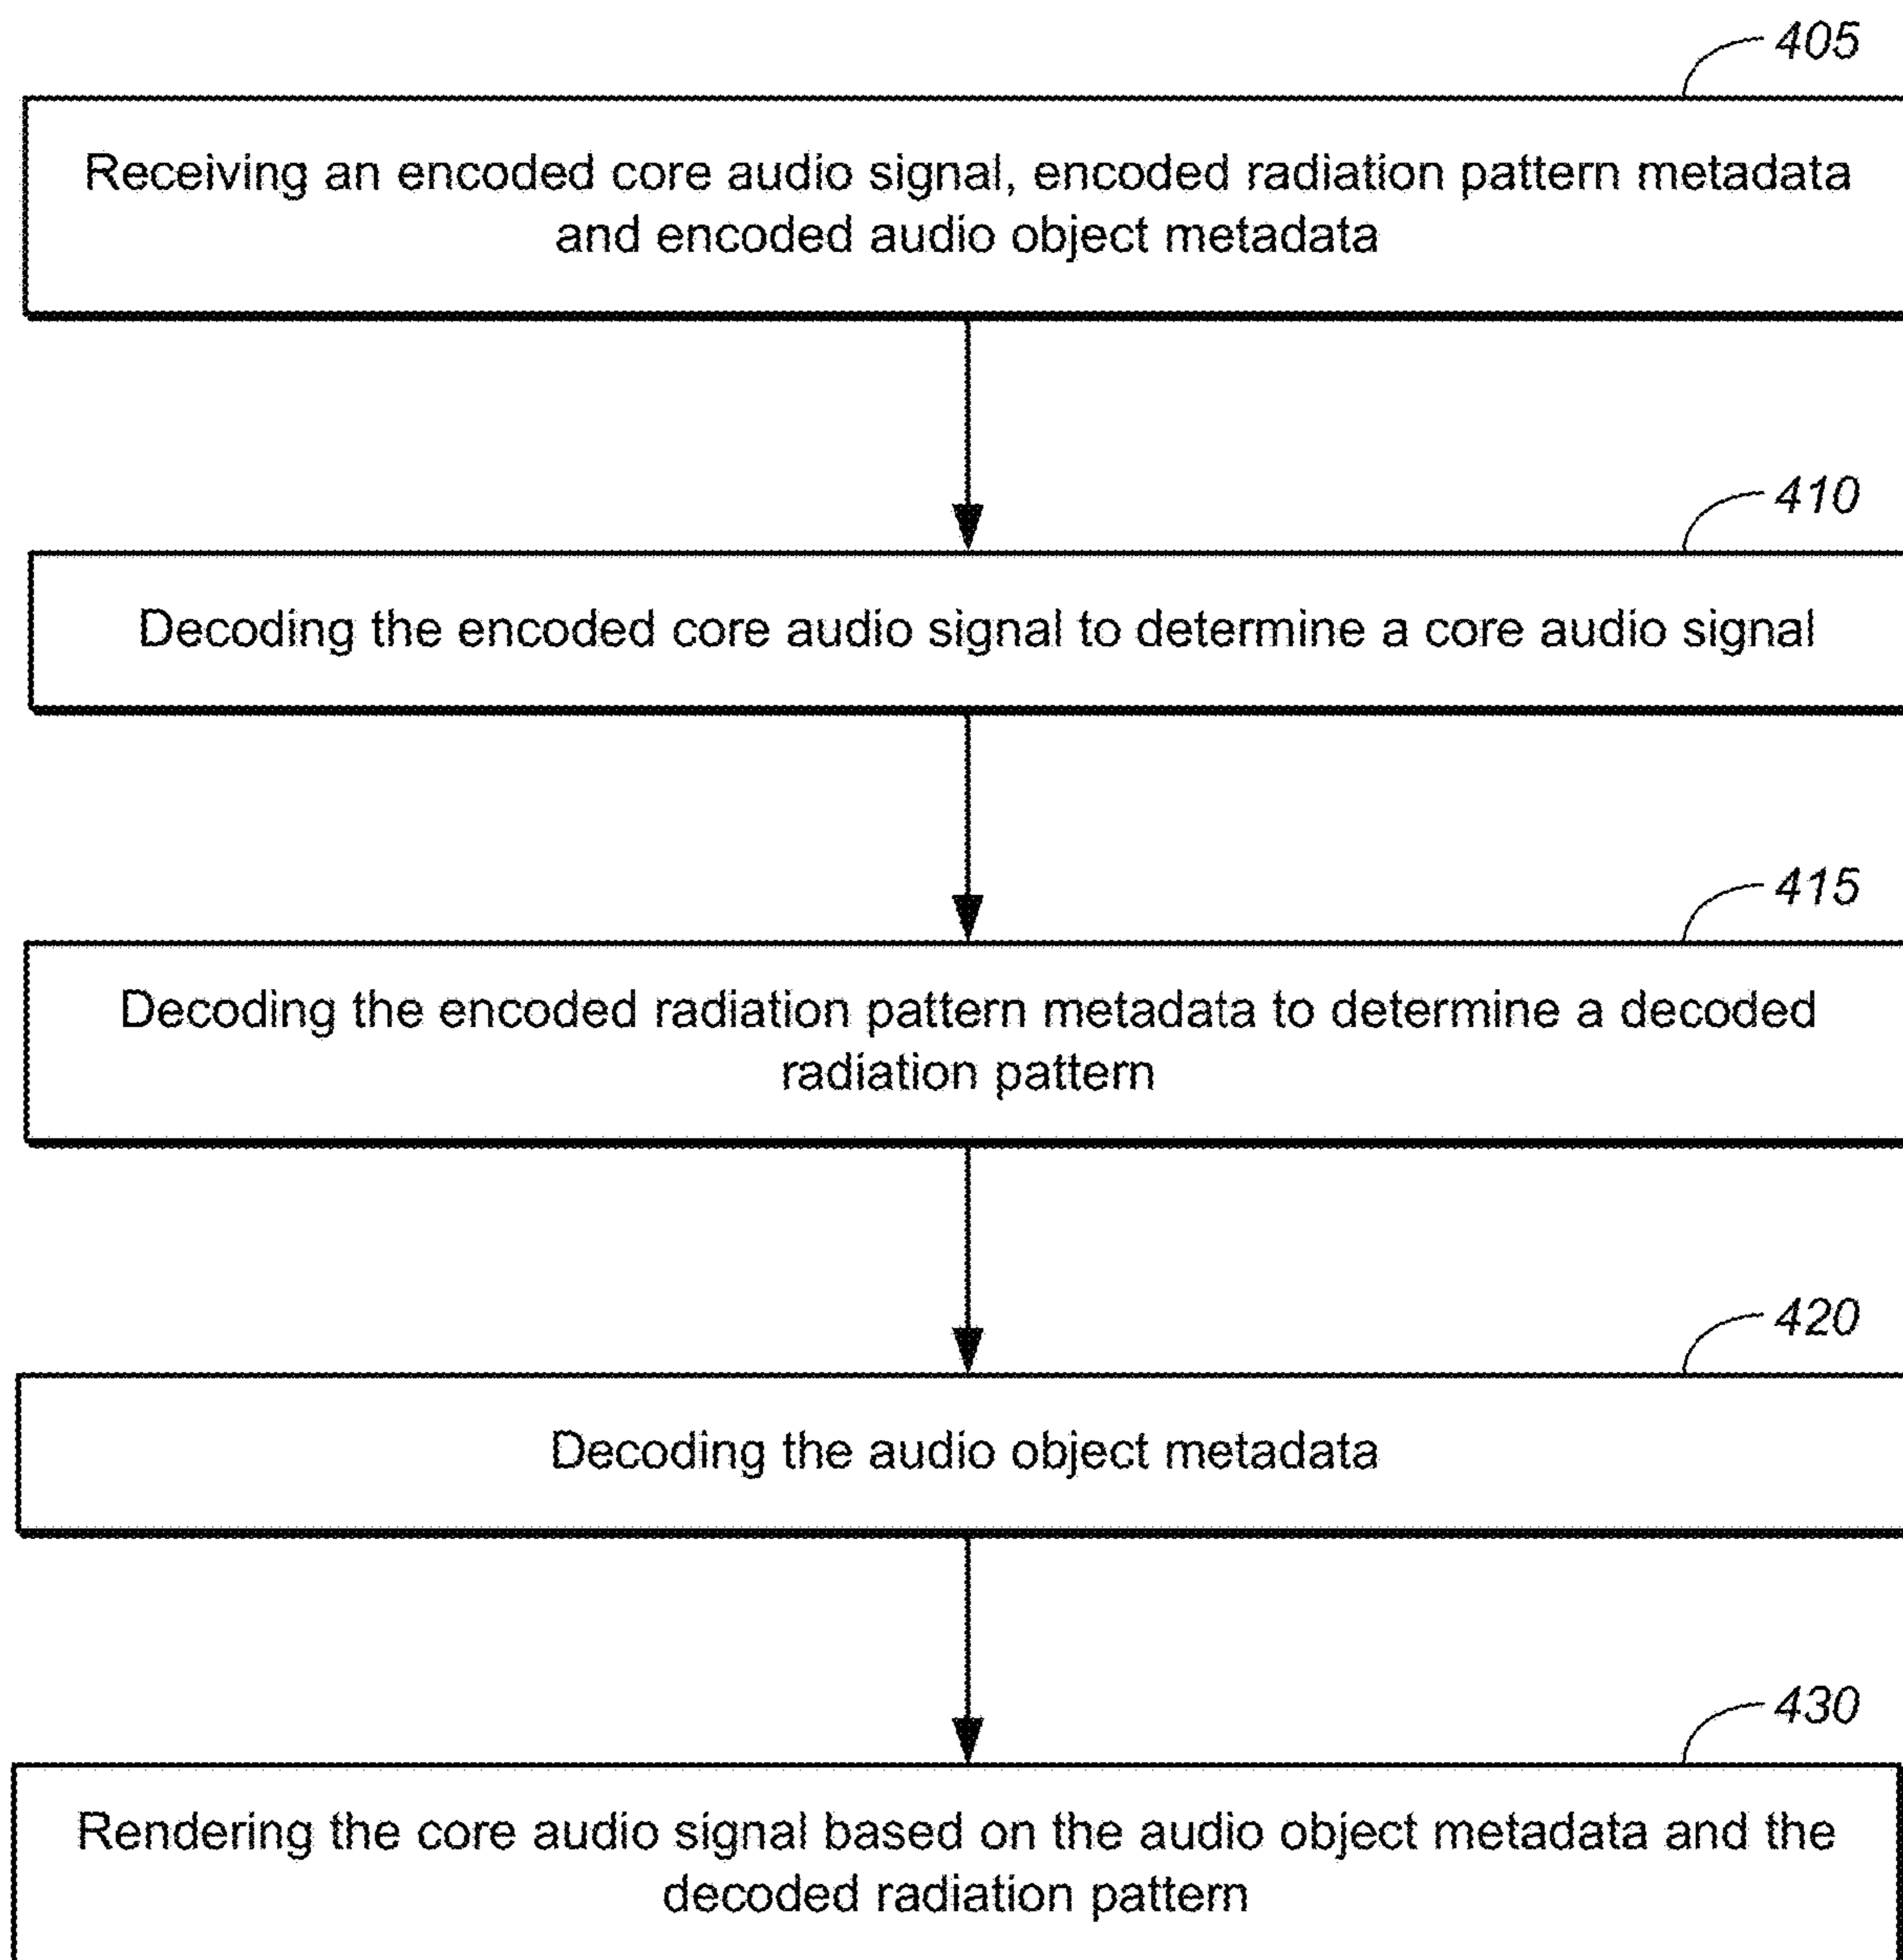 405
Receiving an encoded core audio signal, encoded radiation pattern metadata
and encoded audio object metadata
410
Decoding the encoded core audio signal to determine a core audio signal
415
Decoding the encoded radiation pattern metadata to determine a decoded
radiation pattern
420
Decoding the audio object metadata
430
Rendering the core audio signal based on the audio object metadata and the
decoded radiation pattern